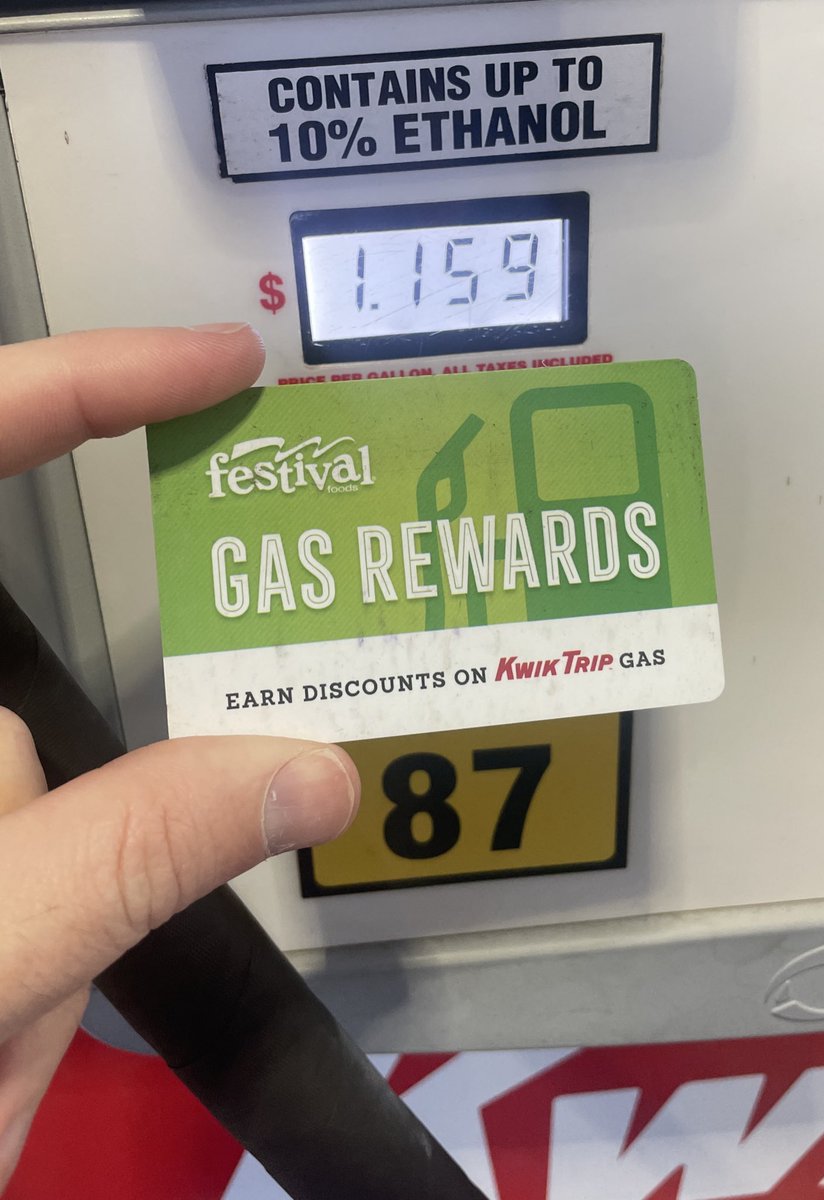 CONTAINS UP TO
10% ETHANOL
$ 1.159
PRICE PER GALLON, ALL TAXES INCLUDED
festival
foods
GAS REWARDS
EARN DISCOUNTS ON KWIK TRIP GAS
87